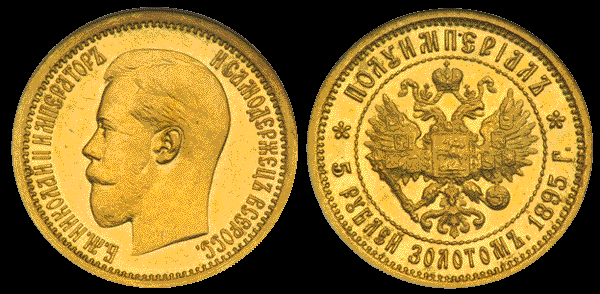 Б. М. НИКОЛАЙ II ИМПЕРАТОРЪ
И САМОДЕРЖЕЦЪ ВСЕРОСС.
ПОЛУИМПЕРІАЛЪ
* 5 РУБЛЕЙ ЗОЛОТОМЪ. 1895 Г. *